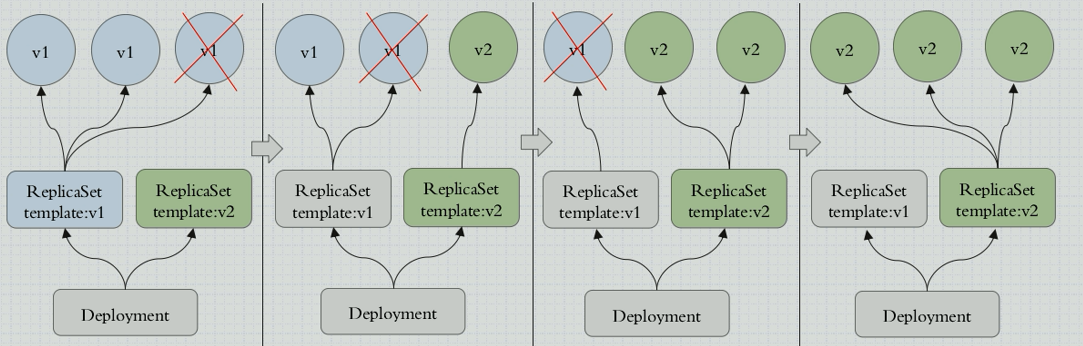 v1
v1
v1
ReplicaSet
template:v1
ReplicaSet
template:v2
Deployment
v1
v1
v2
ReplicaSet
template:v1
ReplicaSet
template:v2
Deployment
v1
v2
v2
ReplicaSet
template:v1
ReplicaSet
template:v2
Deployment
v2
v2
v2
ReplicaSet
template:v1
ReplicaSet
template:v2
Deployment